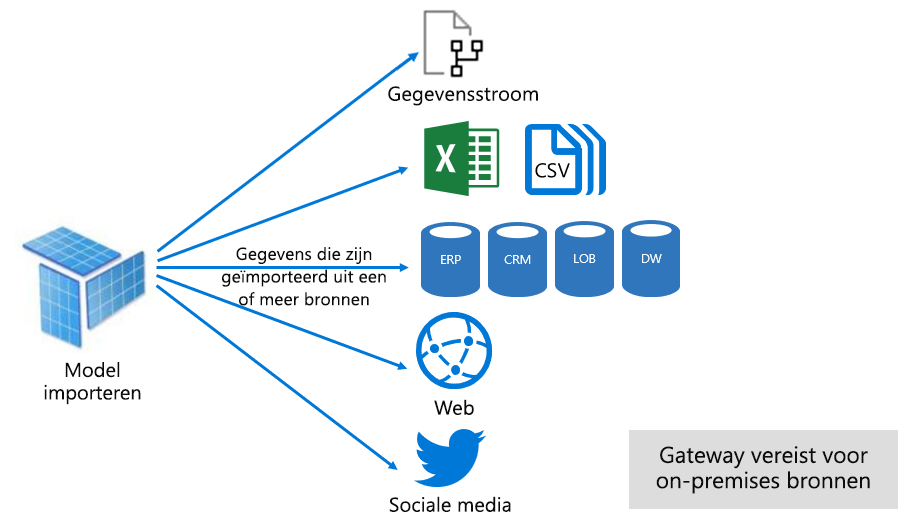 Gegevensstroom
X
CSV
Gegevens die zijn
geïmporteerd uit een
of meer bronnen
ERP
CRM
LOB
DW
Model
importeren
Web
Sociale media
Gateway vereist voor
on-premises bronnen